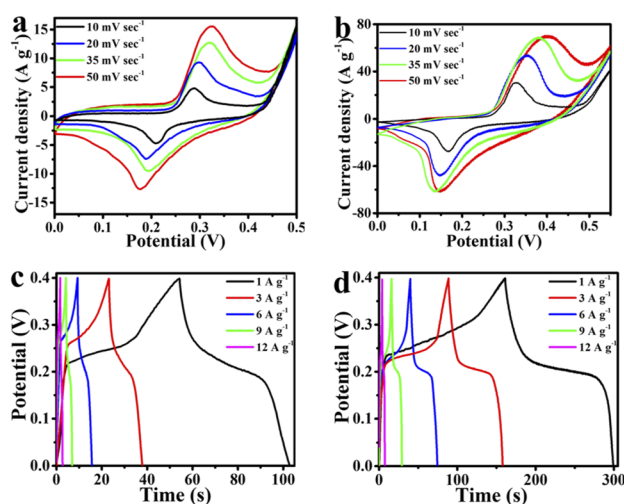 a
10 mV sec⁻¹
20 mV sec⁻¹
35 mV sec⁻¹
50 mV sec⁻¹
Current density (A g⁻¹)
15
10
5
0
-5
-10
-15
0.0 0.1 0.2 0.3 0.4 0.5
Potential (V)
b
10 mV sec⁻¹
20 mV sec⁻¹
35 mV sec⁻¹
50 mV sec⁻¹
Current density (A g⁻¹)
80
60
40
20
0
-40
-80
0.0 0.1 0.2 0.3 0.4 0.5
Potential (V)
c
1 A g⁻¹
3 A g⁻¹
6 A g⁻¹
9 A g⁻¹
12 A g⁻¹
Potential (V)
0.4
0.3
0.2
0.1
0.0
0 20 40 60 80 100
Time (s)
d
1 A g⁻¹
3 A g⁻¹
6 A g⁻¹
9 A g⁻¹
12 A g⁻¹
Potential (V)
0.4
0.3
0.2
0.1
0.0
0 100 200 300
Time (s)